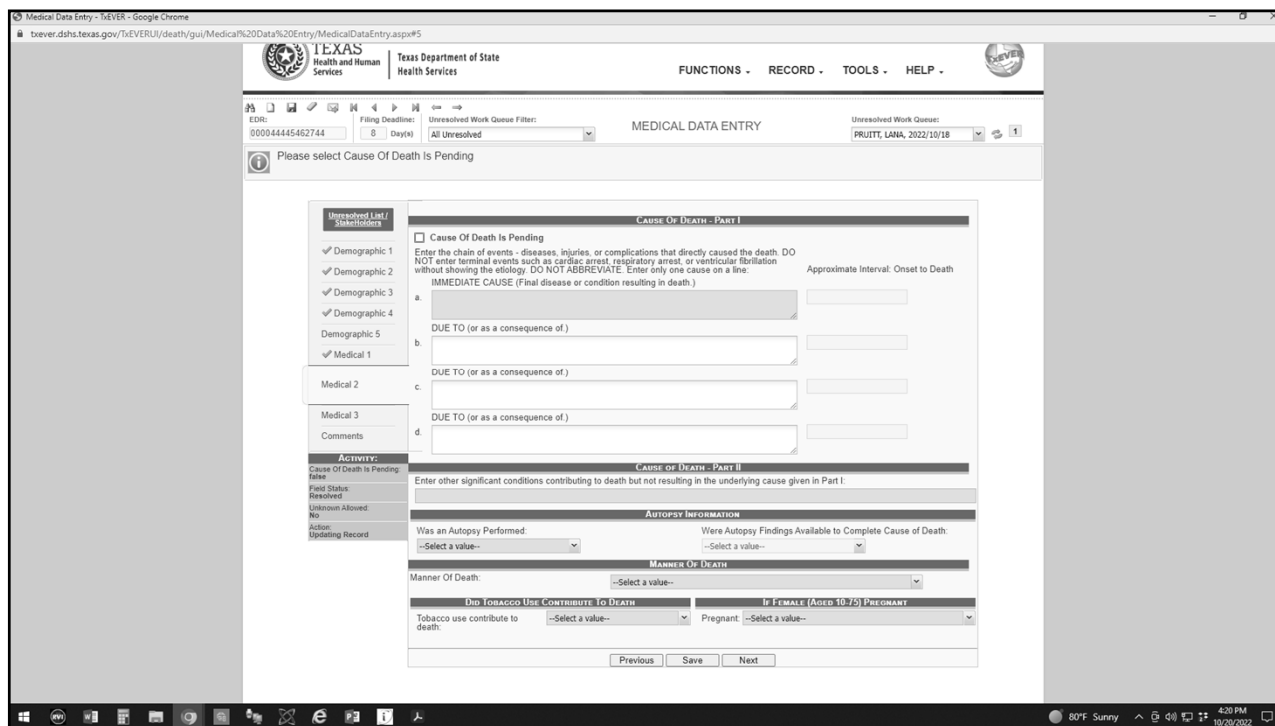 Medical Data Entry - TxEVER - Google Chrome
txever.dshs.texas.gov/TxEVERUI/death/gui/Medical%20Data%20Entry/MedicalDataEntry.aspx#5
TEXAS
Health and Human
Services
Texas Department of State
Health Services
FUNCTIONS RECORD TOOLS HELP
TxEVER
EDR: Filing Deadline: Unresolved Work Queue Filter: MEDICAL DATA ENTRY Unresolved Work Queue:
000044445462744 8 Day(s) All Unresolved PRUITT, LANA, 2022/10/18 1
Please select Cause Of Death Is Pending
Unresolved List /
StakeHolders
Demographic 1
Demographic 2
Demographic 3
Demographic 4
Demographic 5
Medical 1
Medical 2
Medical 3
Comments
ACTIVITY:
Cause Of Death Is Pending:
false
Field Status:
Resolved
Unknown Allowed:
No
Action:
Updating Record
CAUSE OF DEATH - PART I
Cause Of Death Is Pending
Enter the chain of events - diseases, injuries, or complications that directly caused the death. DO
NOT enter terminal events such as cardiac arrest, respiratory arrest, or ventricular fibrillation
without showing the etiology. DO NOT ABBREVIATE. Enter only one cause on a line:
Approximate Interval: Onset to Death
IMMEDIATE CAUSE (Final disease or condition resulting in death.)
a.
DUE TO (or as a consequence of.)
b.
DUE TO (or as a consequence of.)
c.
DUE TO (or as a consequence of.)
d.
CAUSE OF DEATH - PART II
Enter other significant conditions contributing to death but not resulting in the underlying cause given in Part I:
AUTOPSY INFORMATION
Was an Autopsy Performed: Were Autopsy Findings Available to Complete Cause of Death:
--Select a value-- --Select a value--
MANNER OF DEATH
Manner Of Death: --Select a value--
DID TOBACCO USE CONTRIBUTE TO DEATH IF FEMALE (AGED 10-75) PREGNANT
Tobacco use contribute to
death:
--Select a value-- Pregnant: --Select a value--
Previous Save Next
80°F Sunny 4:20 PM
10/20/2022